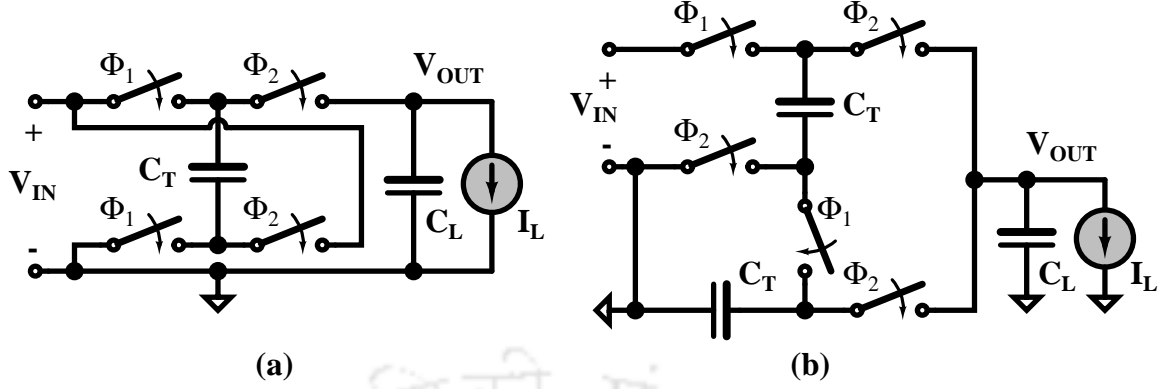 Φ1 Φ2 VOUT
+
VIN
CT
-
Φ1 Φ2 CL IL
(a)
Φ1 Φ2
+
VIN CT
-
Φ2 VOUT
Φ1
CT Φ2 CL IL
(b)